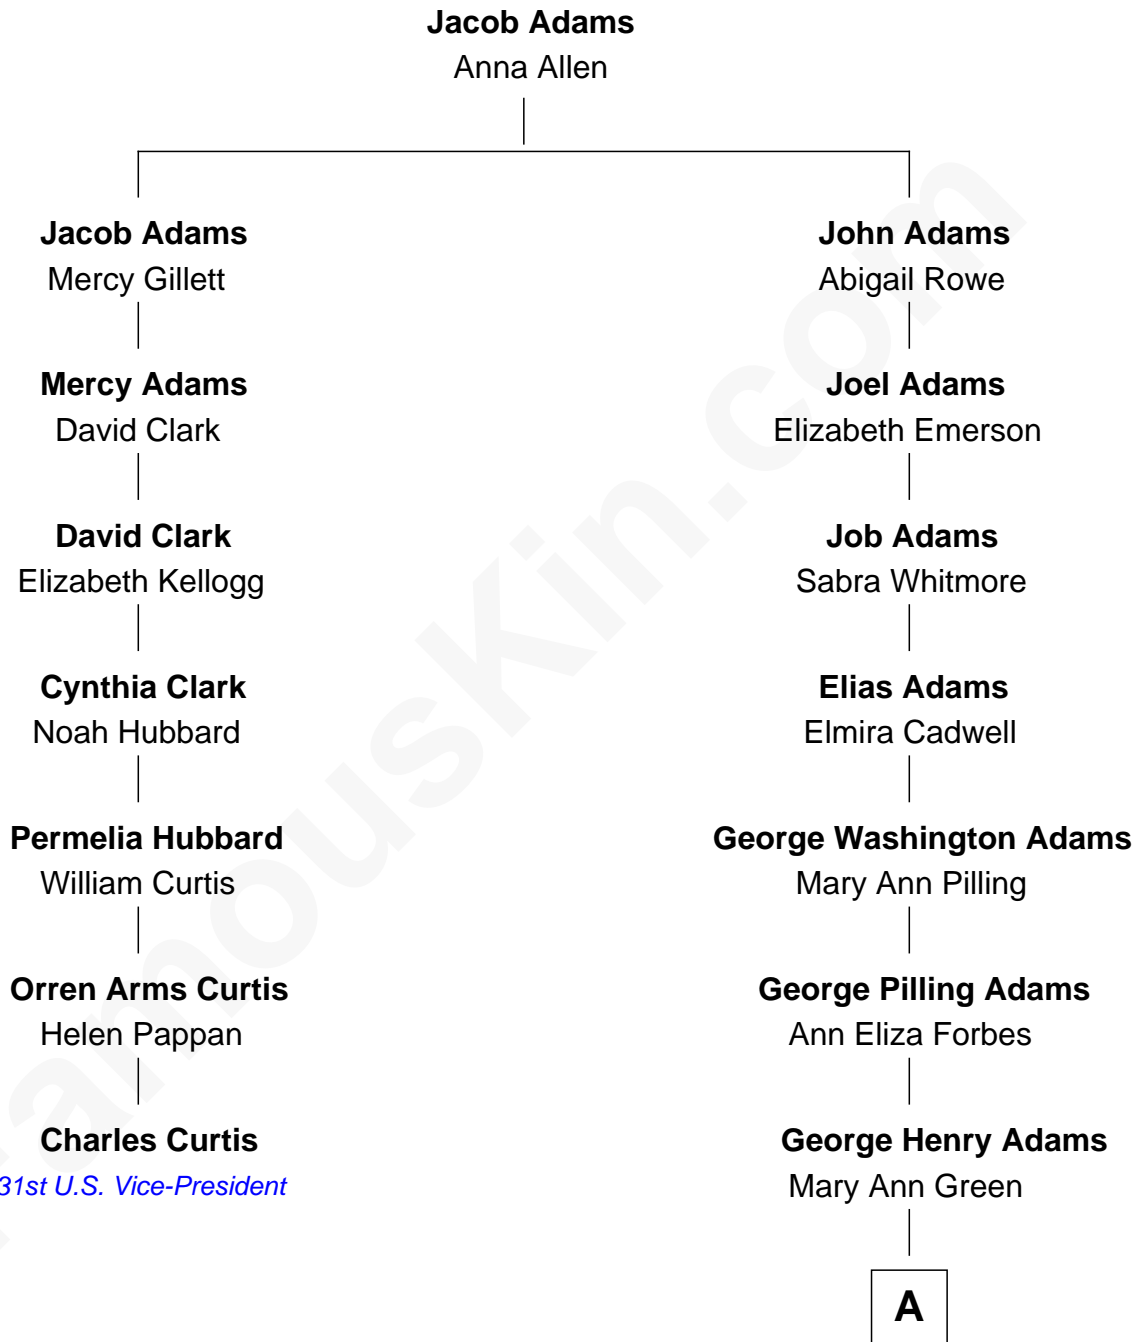 Jacob Adams
Anna Allen
Jacob Adams
Mercy Gillett
John Adams
Abigail Rowe
Mercy Adams
David Clark
Joel Adams
Elizabeth Emerson
David Clark
Elizabeth Kellogg
Job Adams
Sabra Whitmore
Cynthia Clark
Noah Hubbard
Elias Adams
Elmira Cadwell
Permelia Hubbard
William Curtis
George Washington Adams
Mary Ann Pilling
Orren Arms Curtis
Helen Pappan
George Pilling Adams
Ann Eliza Forbes
Charles Curtis
31st U.S. Vice-President
George Henry Adams
Mary Ann Green
A
FamousKin.com